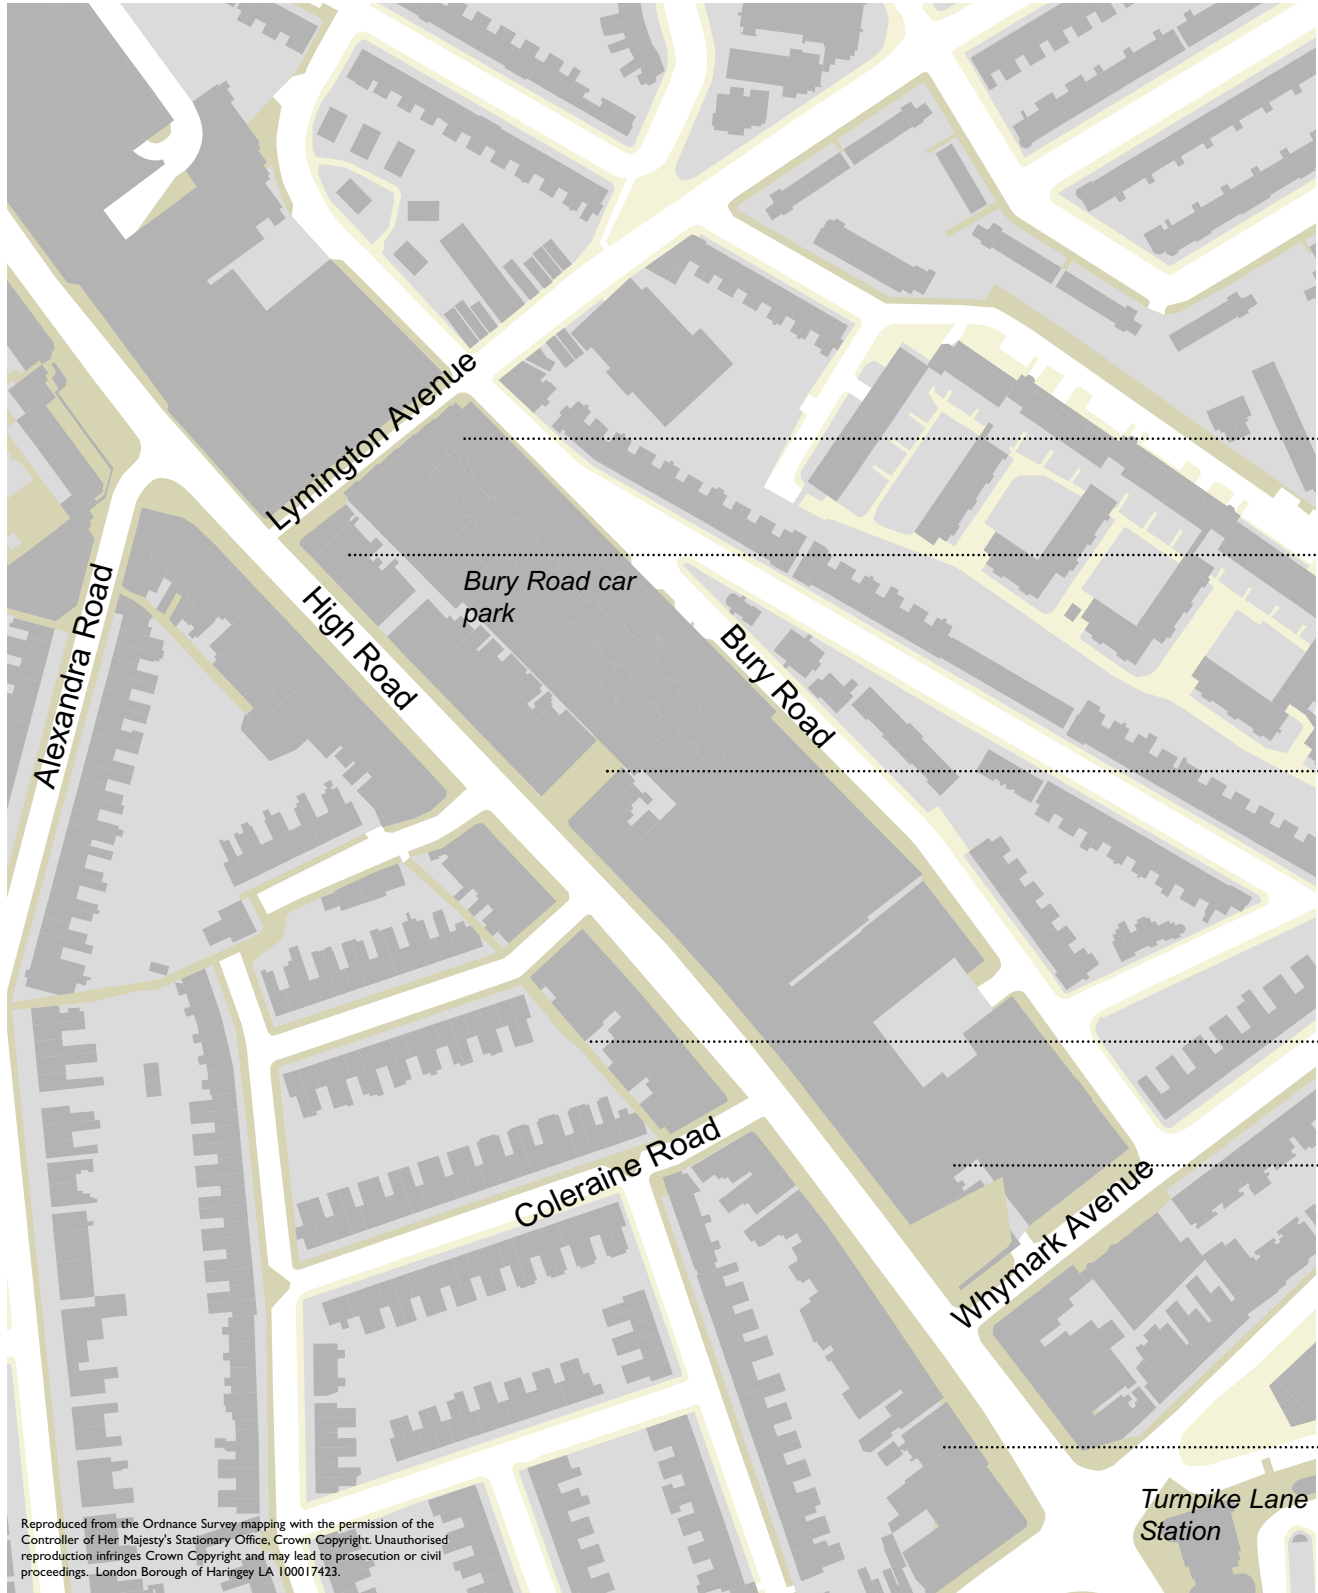 Lymington Avenue
Bury Road car
park
Alexandra Road
High Road
Bury Road
Coleraine Road
Whymark Avenue
Turnpike Lane
Station
Reproduced from the Ordnance Survey mapping with the permission of the
Controller of Her Majesty's Stationary Office, Crown Copyright. Unauthorised
reproduction infringes Crown Copyright and may lead to prosecution or civil
proceedings. London Borough of Haringey LA 100017423.